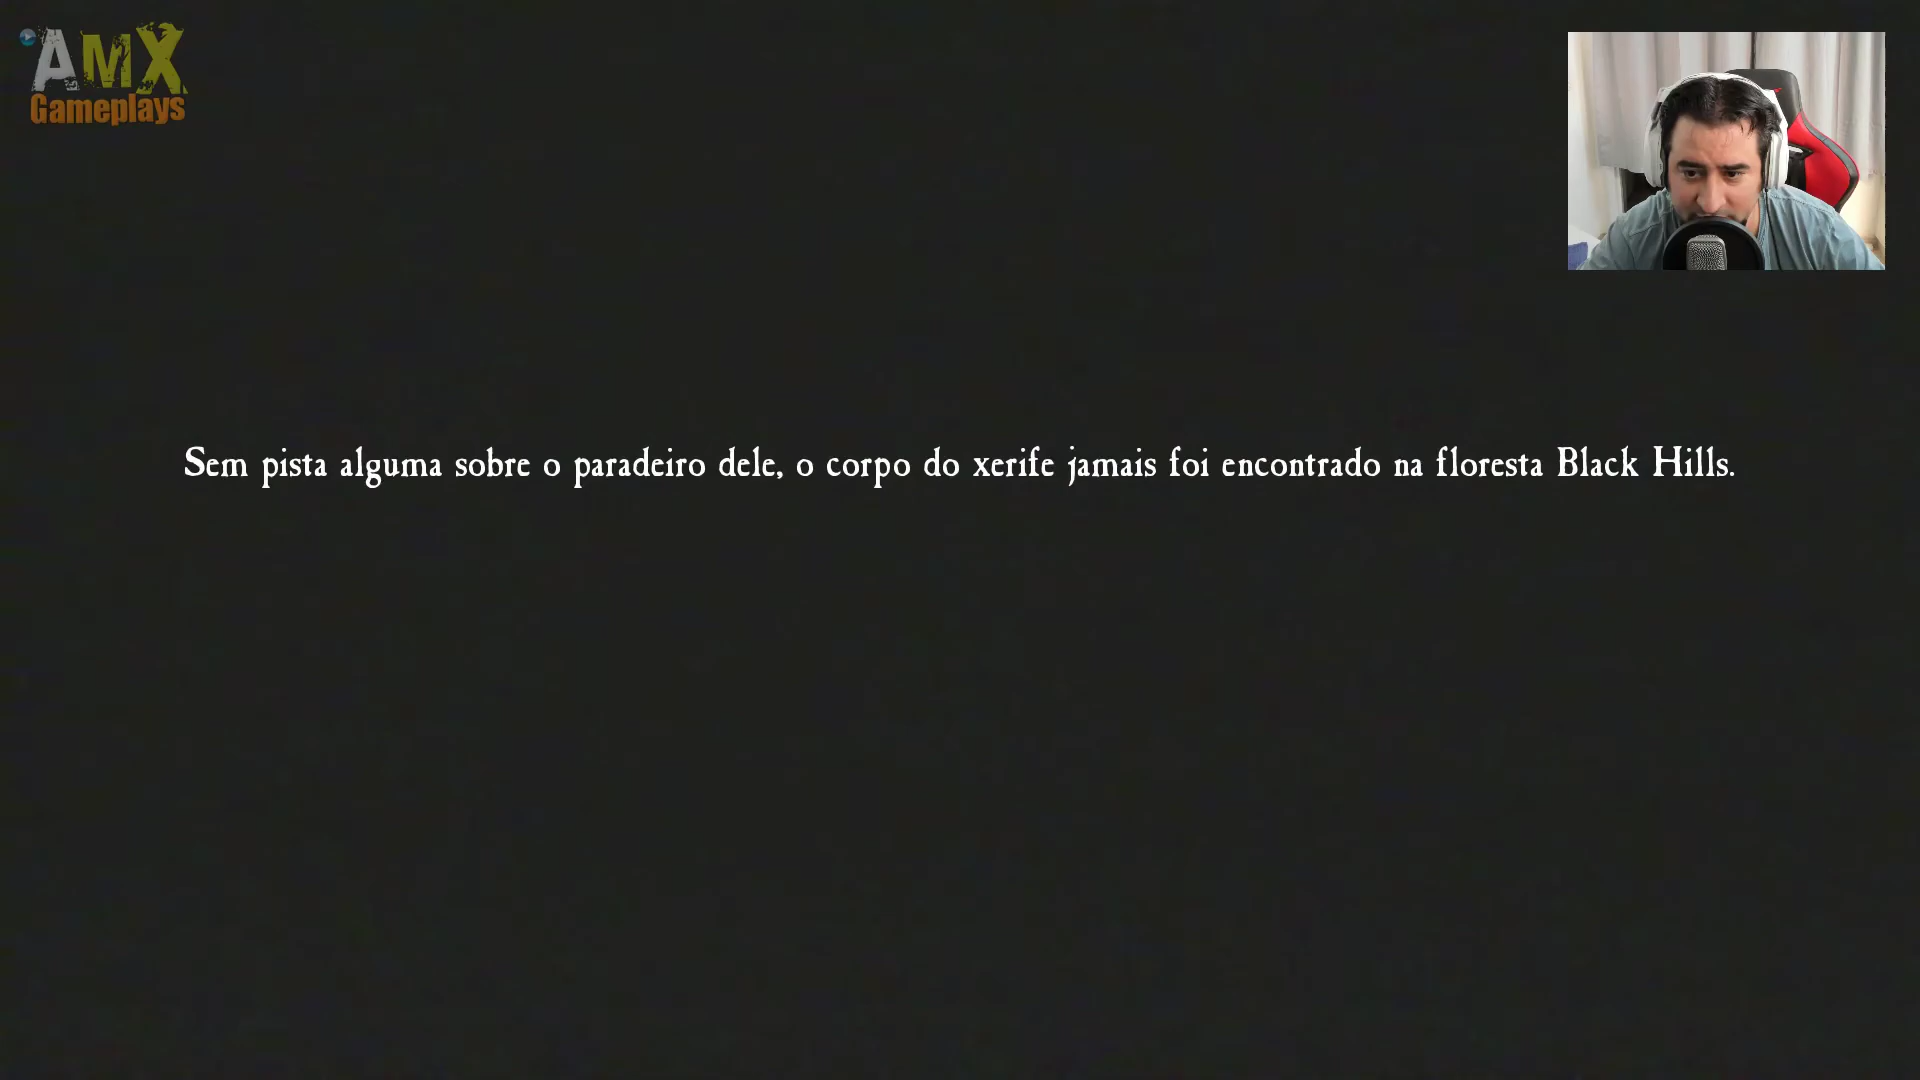 AMX
Gameplays
Sem pista alguma sobre o paradeiro dele, o corpo do xerife jamais foi encontrado na floresta Black Hills.